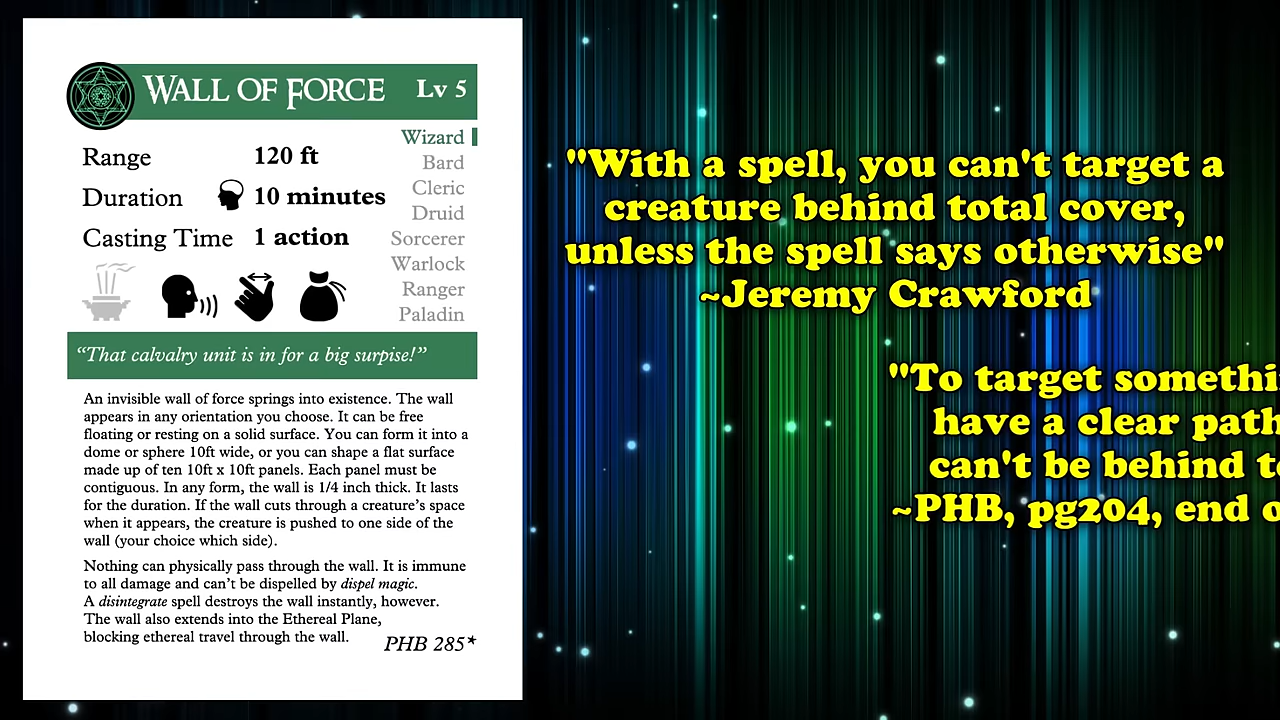 WALL OF FORCE Lv 5
Range 120 ft
Duration 10 minutes
Casting Time 1 action
Wizard
Bard
Cleric
Druid
Sorcerer
Warlock
Ranger
Paladin
“That calvalry unit is in for a big surpise!”
An invisible wall of force springs into existence. The wall
appears in any orientation you choose. It can be free
floating or resting on a solid surface. You can form it into a
dome or sphere 10ft wide, or you can shape a flat surface
made up of ten 10ft x 10ft panels. Each panel must be
contiguous. In any form, the wall is 1/4 inch thick. It lasts
for the duration. If the wall cuts through a creature’s space
when it appears, the creature is pushed to one side of the
wall (your choice which side).
Nothing can physically pass through the wall. It is immune
to all damage and can’t be dispelled by dispel magic.
A disintegrate spell destroys the wall instantly, however.
The wall also extends into the Ethereal Plane,
blocking ethereal travel through the wall.
PHB 285*
"With a spell, you can't target a
creature behind total cover,
unless the spell says otherwise"
~Jeremy Crawford
"To target
have a clear path
can't be behind
~PHB, pg204, end